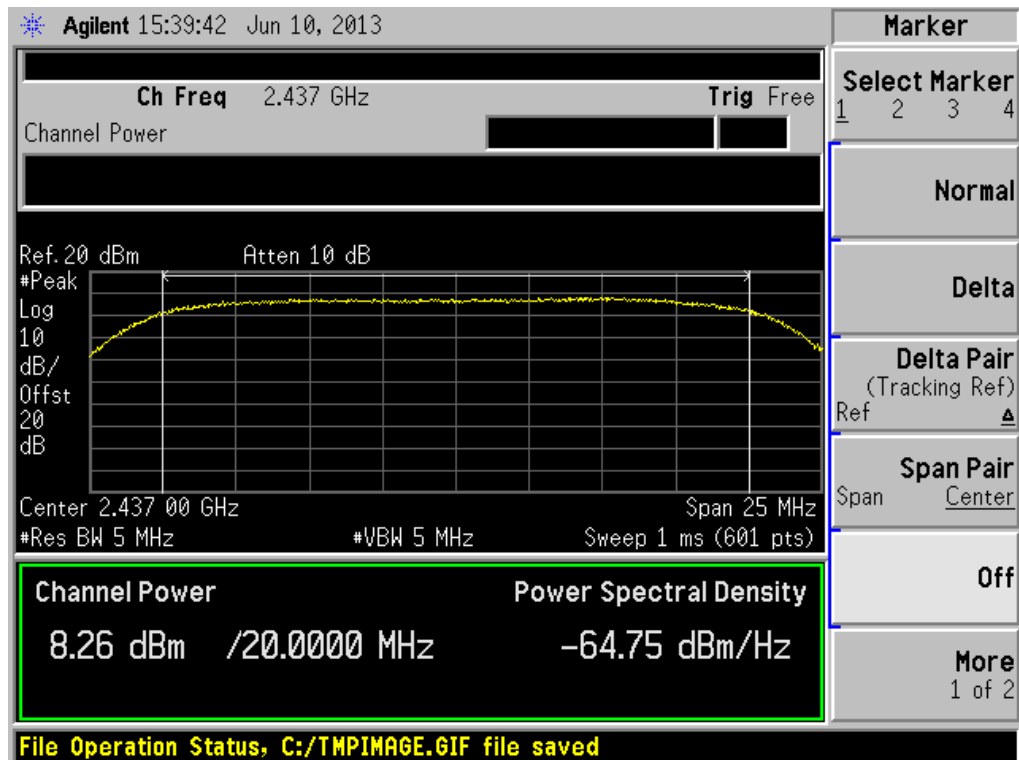 Agilent 15:39:42 Jun 10, 2013
Ch Freq 2.437 GHz Trig Free
Channel Power
Ref. 20 dBm Atten 10 dB
#Peak
Log
10
dB/
Offst
20
dB
Center 2.437 00 GHz Span 25 MHz
#Res BW 5 MHz #VBW 5 MHz Sweep 1 ms (601 pts)
Channel Power Power Spectral Density
8.26 dBm /20.0000 MHz -64.75 dBm/Hz
File Operation Status, C:/TMPIMAGE.GIF file saved
Marker
Select Marker
1 2 3 4
Normal
Delta
Delta Pair
(Tracking Ref)
Ref Δ
Span Pair
Span Center
Off
More
1 of 2